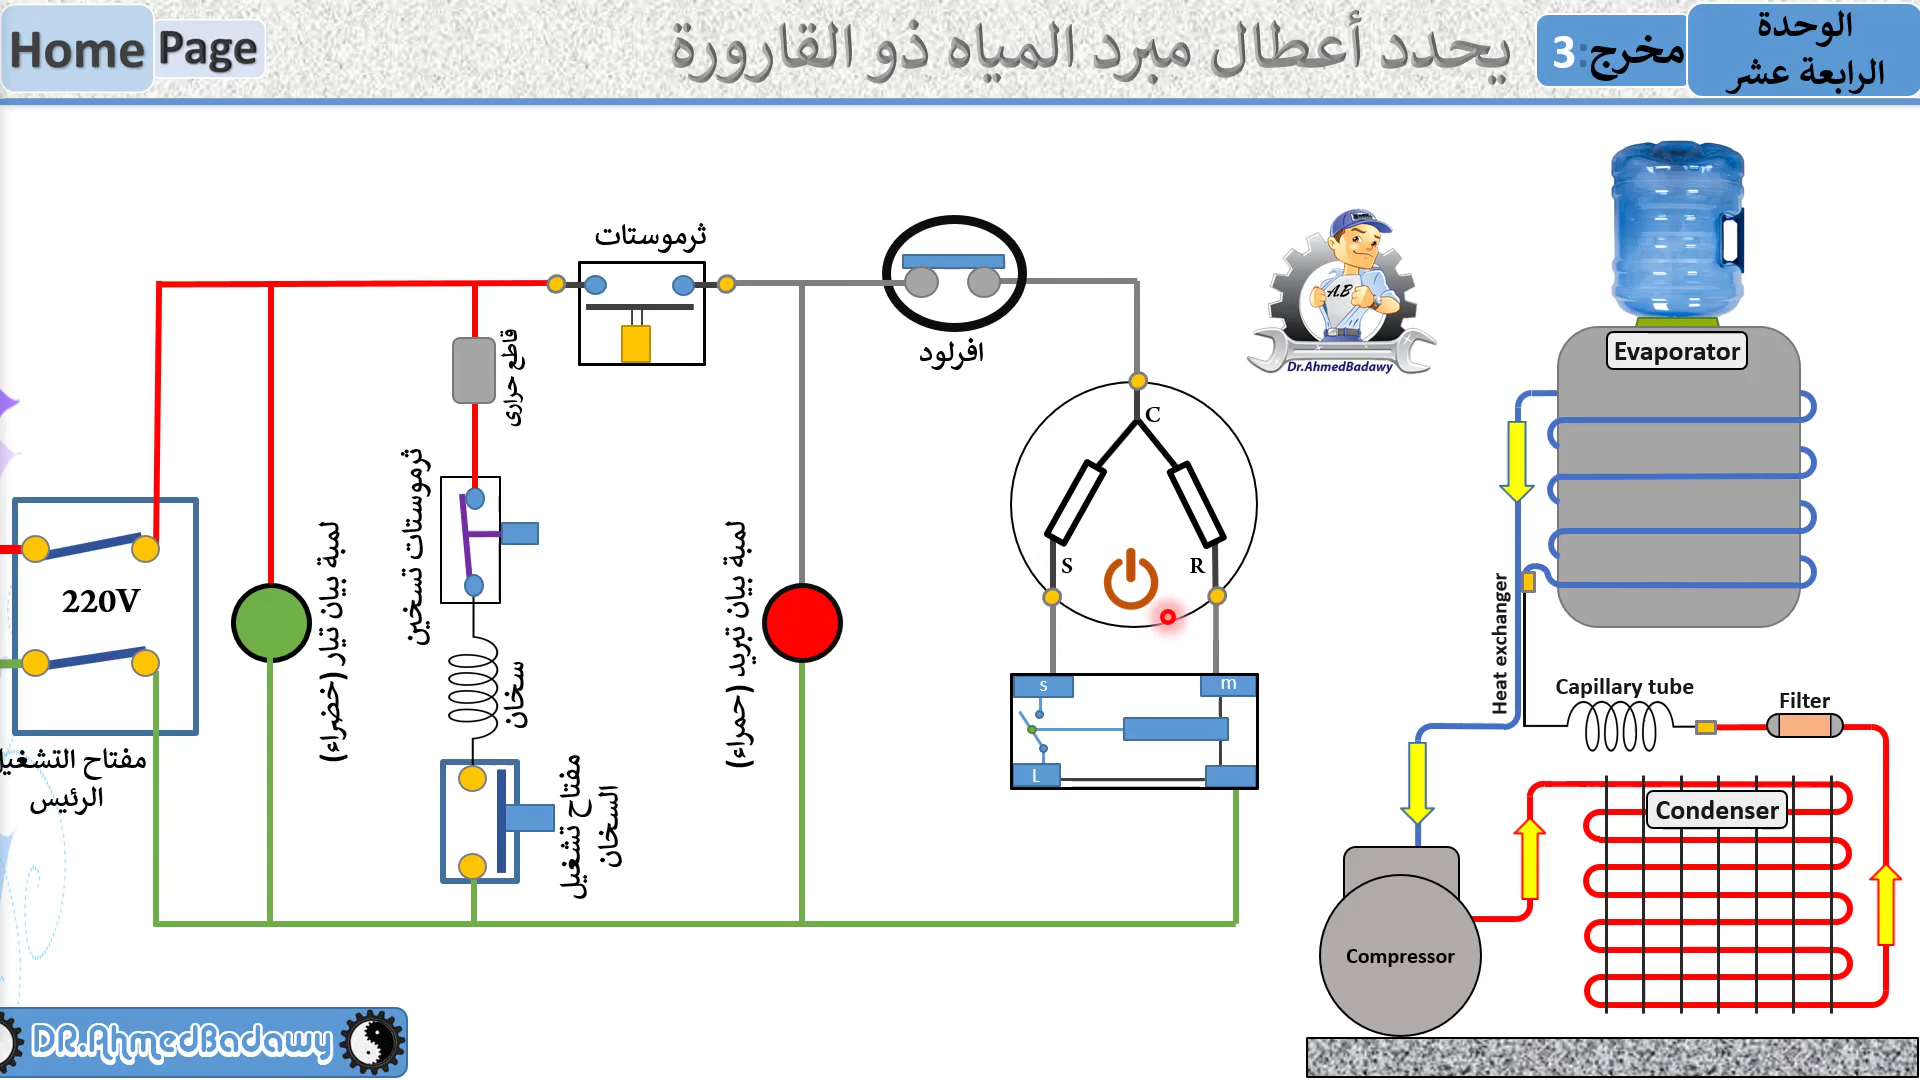 Home Page
يحدد أعطال مبرد المياه ذو القارورة
مخرج:3
الوحدة
الرابعة عشر
ثرموستات
افرلود
قاطع حرارى
ثرموستات تسخين
سخان
مفتاح تشغيل
السخان
لمبة بيان تيار (خضراء)
لمبة بيان تبريد (حمراء)
220V
مفتاح التشغيل
الرئيس
C
S
R
s
m
L
A.B
Dr.AhmedBadawy
Evaporator
Heat exchanger
Capillary tube
Filter
Condenser
Compressor
DR.AhmedBadawy